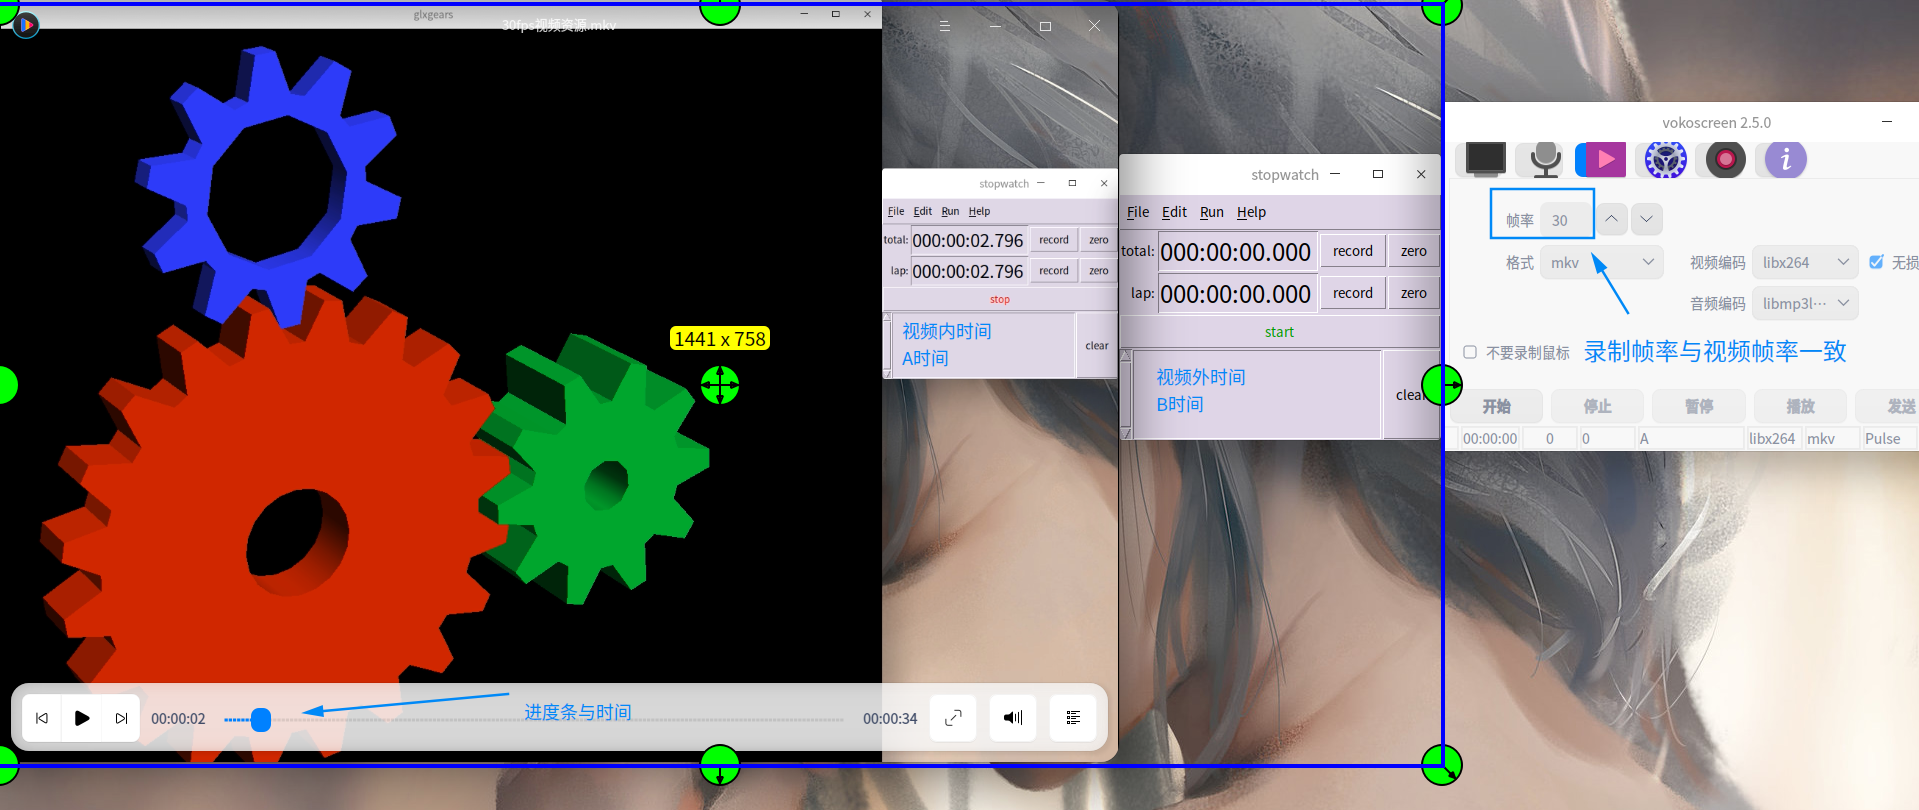 glxgears
30fps视频资源.mkv
stopwatch
File Edit Run Help
total: 000:00:02.796 record zero
lap: 000:00:02.796 record zero
stop
视频内时间
A时间
clear
stopwatch
File Edit Run Help
total: 000:00:00.000 record zero
lap: 000:00:00.000 record zero
start
视频外时间
B时间
clear
1441 x 758
00:00:02
进度条与时间
00:00:34
vokoscreen 2.5.0
帧率 30
格式 mkv
视频编码 libx264
无损
音频编码 libmp3l···
不要录制鼠标
录制帧率与视频帧率一致
开始 停止 暂停 播放 发送
00:00:00 0 0 A libx264 mkv Pulse